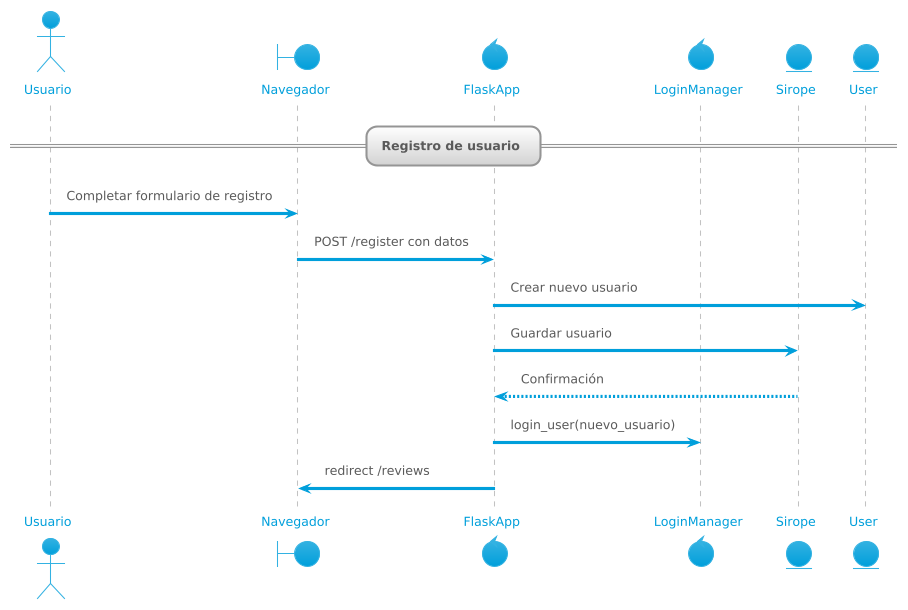 Usuario
Navegador
FlaskApp
LoginManager
Sirope
User
Registro de usuario
Completar formulario de registro
POST /register con datos
Crear nuevo usuario
Guardar usuario
Confirmación
login_user(nuevo_usuario)
redirect /reviews
Usuario
Navegador
FlaskApp
LoginManager
Sirope
User